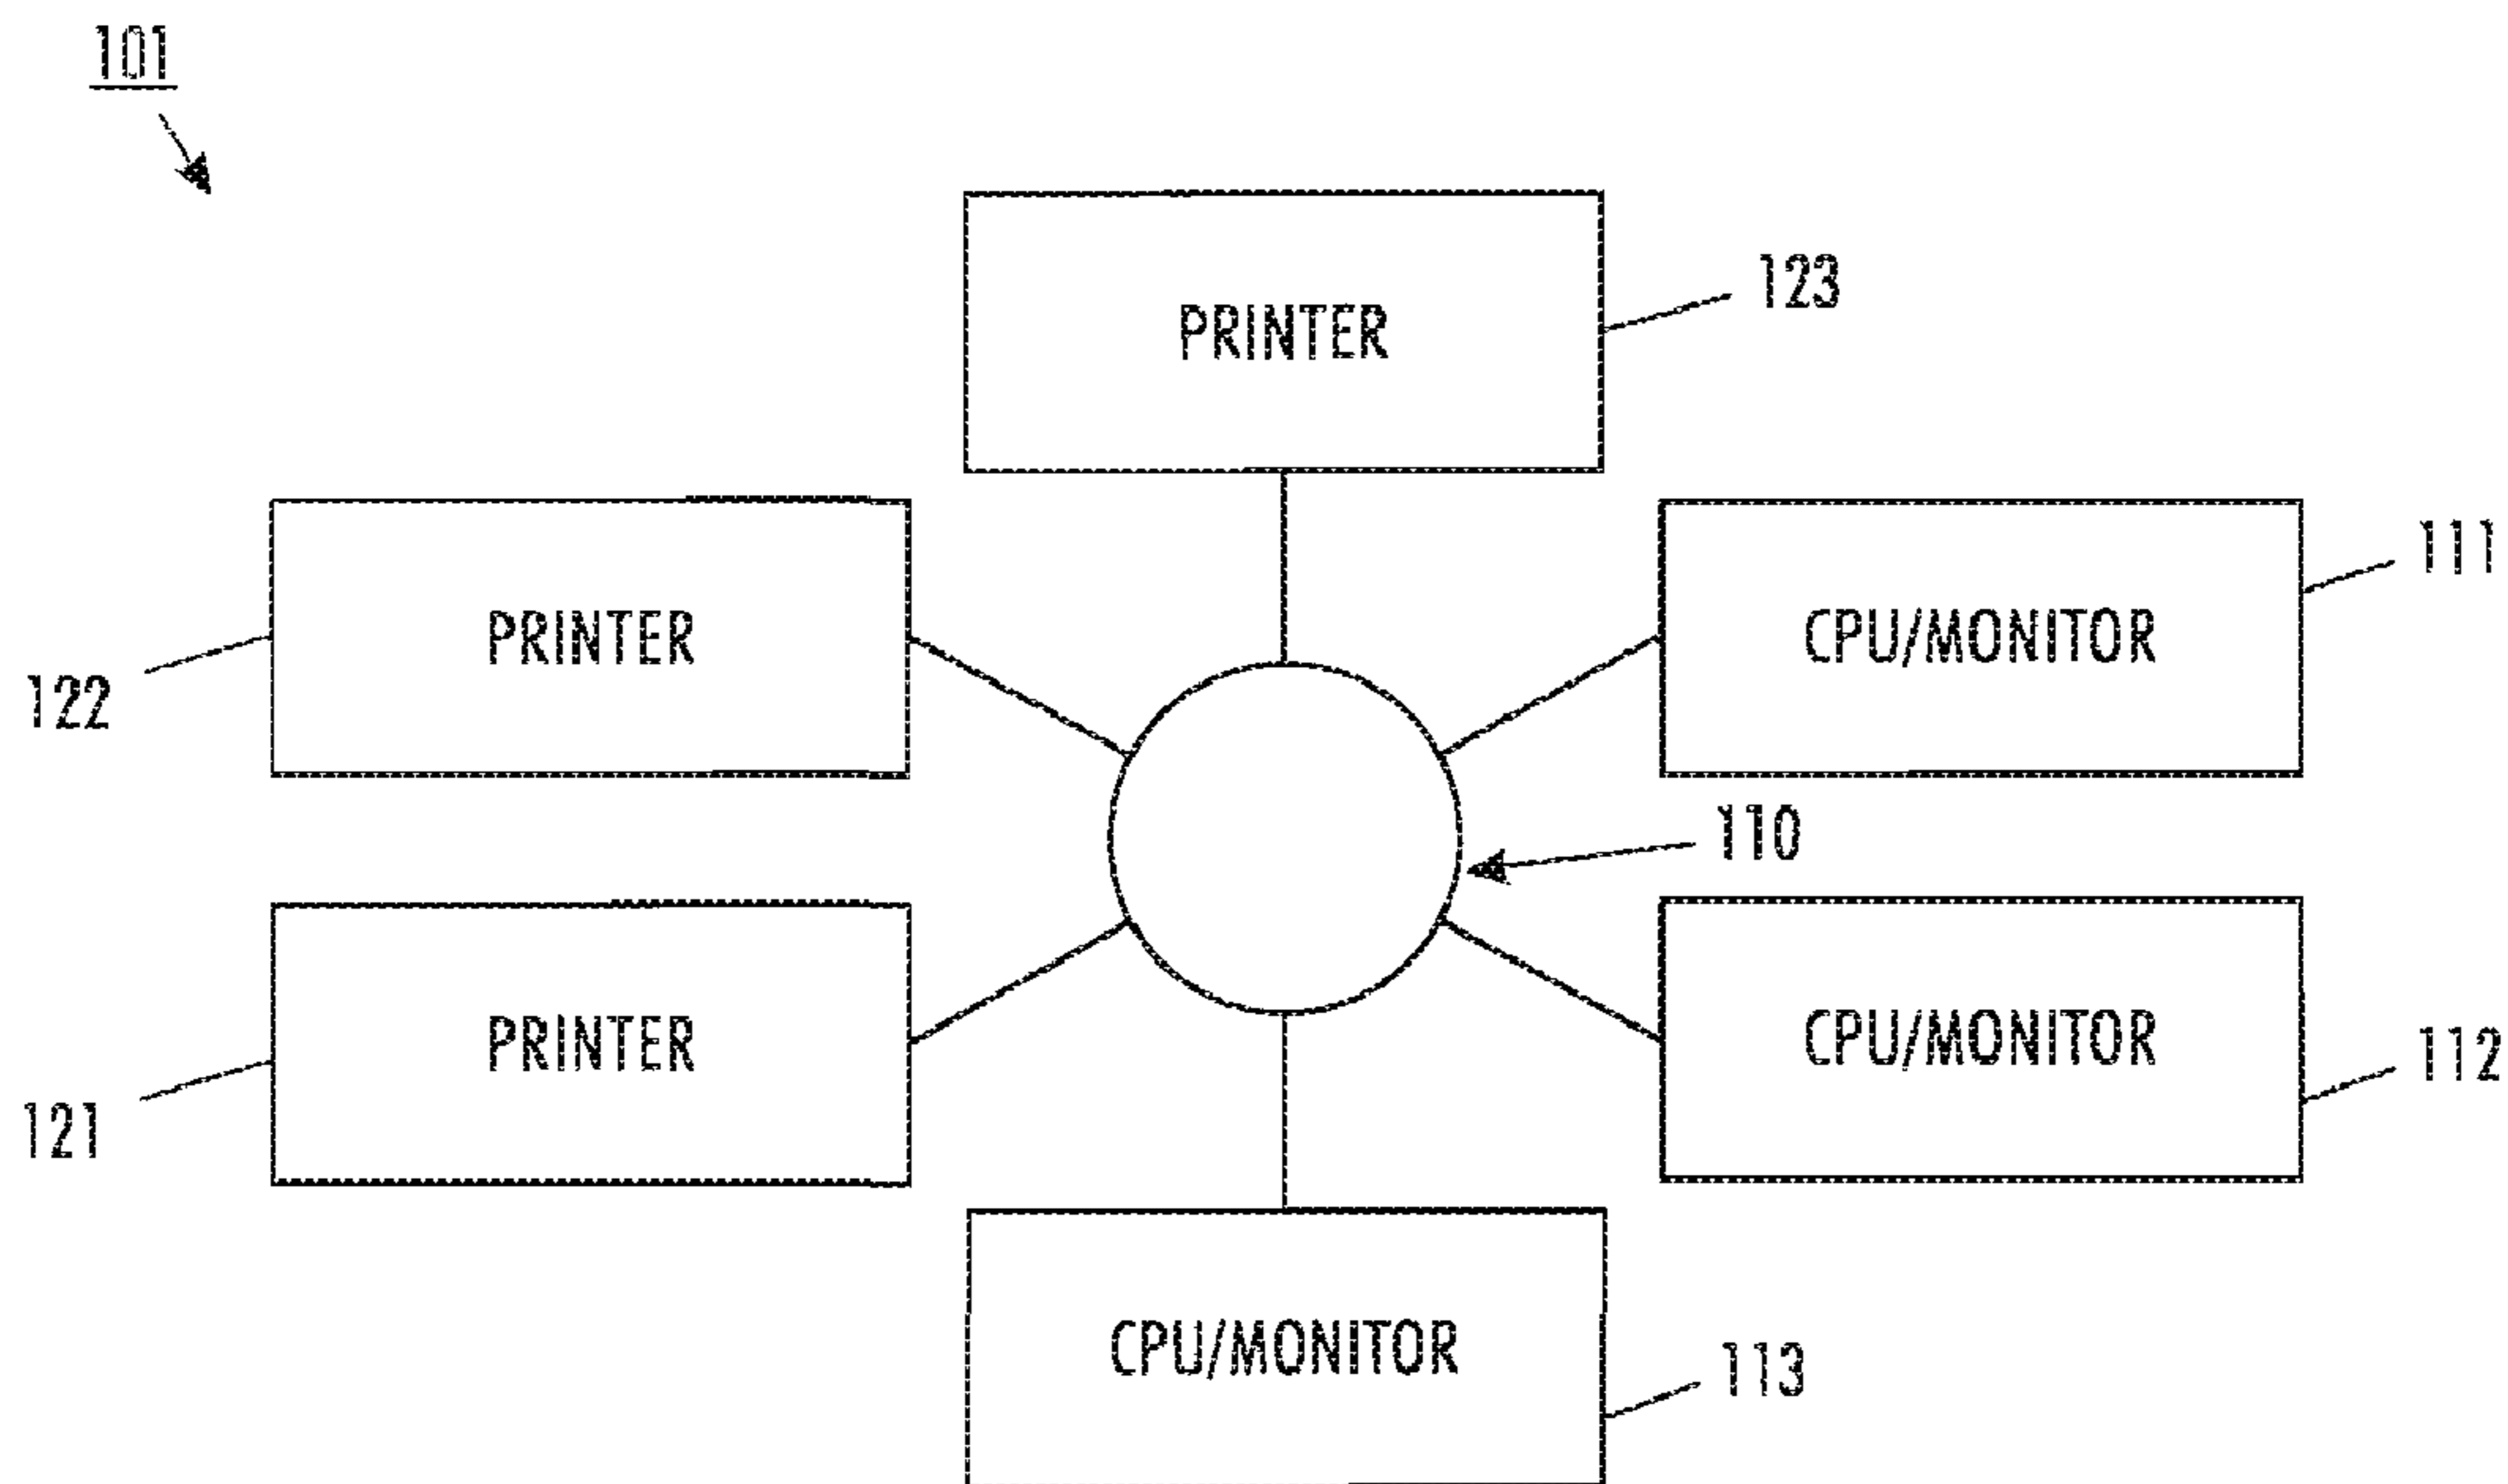 101
PRINTER
123
PRINTER
122
CPU/MONITOR
111
110
PRINTER
121
CPU/MONITOR
112
CPU/MONITOR
113